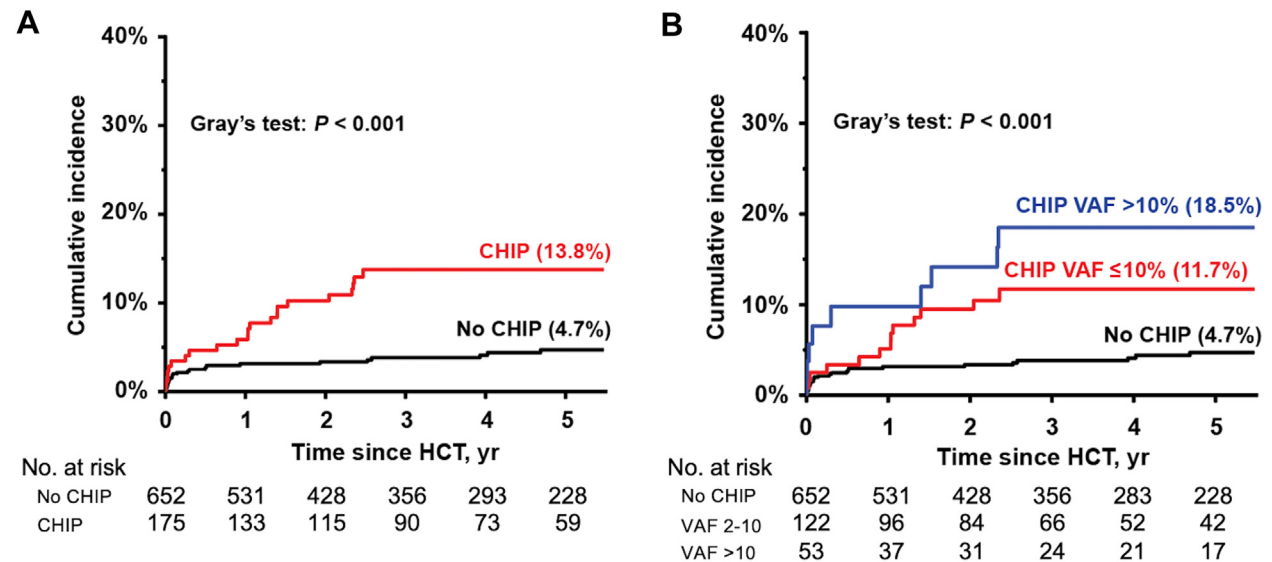 A
40%
30%
20%
10%
0%
Cumulative incidence
Gray's test: P < 0.001
CHIP (13.8%)
No CHIP (4.7%)
0 1 2 3 4 5
Time since HCT, yr
No. at risk
No CHIP 652 531 428 356 293 228
CHIP 175 133 115 90 73 59
B
40%
30%
20%
10%
0%
Cumulative incidence
Gray's test: P < 0.001
CHIP VAF >10% (18.5%)
CHIP VAF ≤10% (11.7%)
No CHIP (4.7%)
0 1 2 3 4 5
Time since HCT, yr
No. at risk
No CHIP 652 531 428 356 283 228
VAF 2-10 122 96 84 66 52 42
VAF >10 53 37 31 24 21 17